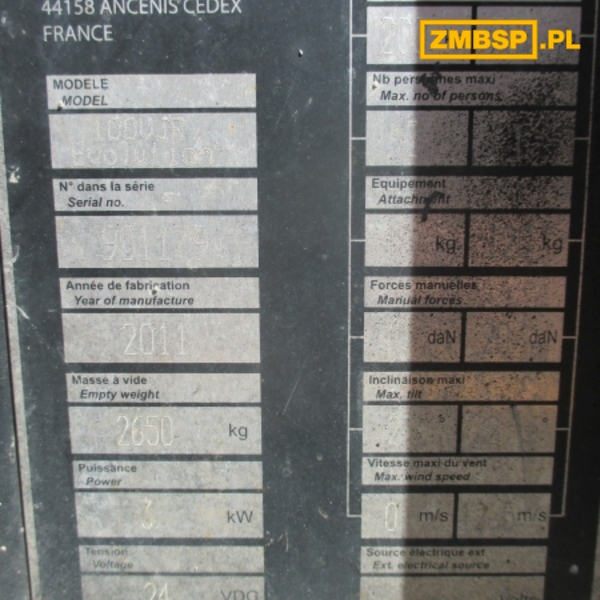 44158 ANCENIS CEDEX
FRANCE
MODELE
MODEL
N° dans la série
Serial no.
Année de fabrication
Year of manufacture
2011
Masse à vide
Empty weight
2650 kg
Puissance
Power
3 kW
Tension
Voltage
24
ZMBSP.PL
Nb personnes maxi
Max. no of persons
Equipement
Attachment
kg kg
Forces manuelles
Manual forces
daN daN
Inclinaison maxi
Max. tilt
Vitesse maxi du vent
Max. wind speed
0 m/s m/s
Source électrique ext
Ext. electrical source